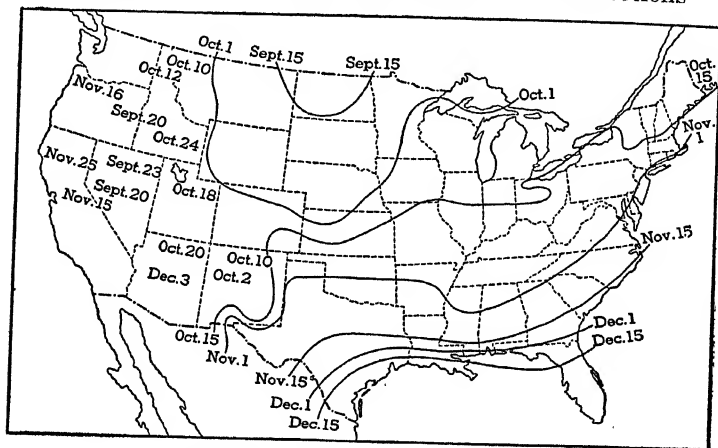 Oct.1
Sept.15
Sept.15
Oct.10
Oct.12
Nov.16
Sept.20
Oct.24
Oct.1
Oct.
15
Nov.
1
Nov.25
Sept.23
Sept.20
Nov.15
Oct.18
Oct.20
Oct.10
Dec.3
Oct.2
Nov.15
Oct.15
Nov.1
Nov.15
Dec.1
Dec.15
Dec.1
Dec.15